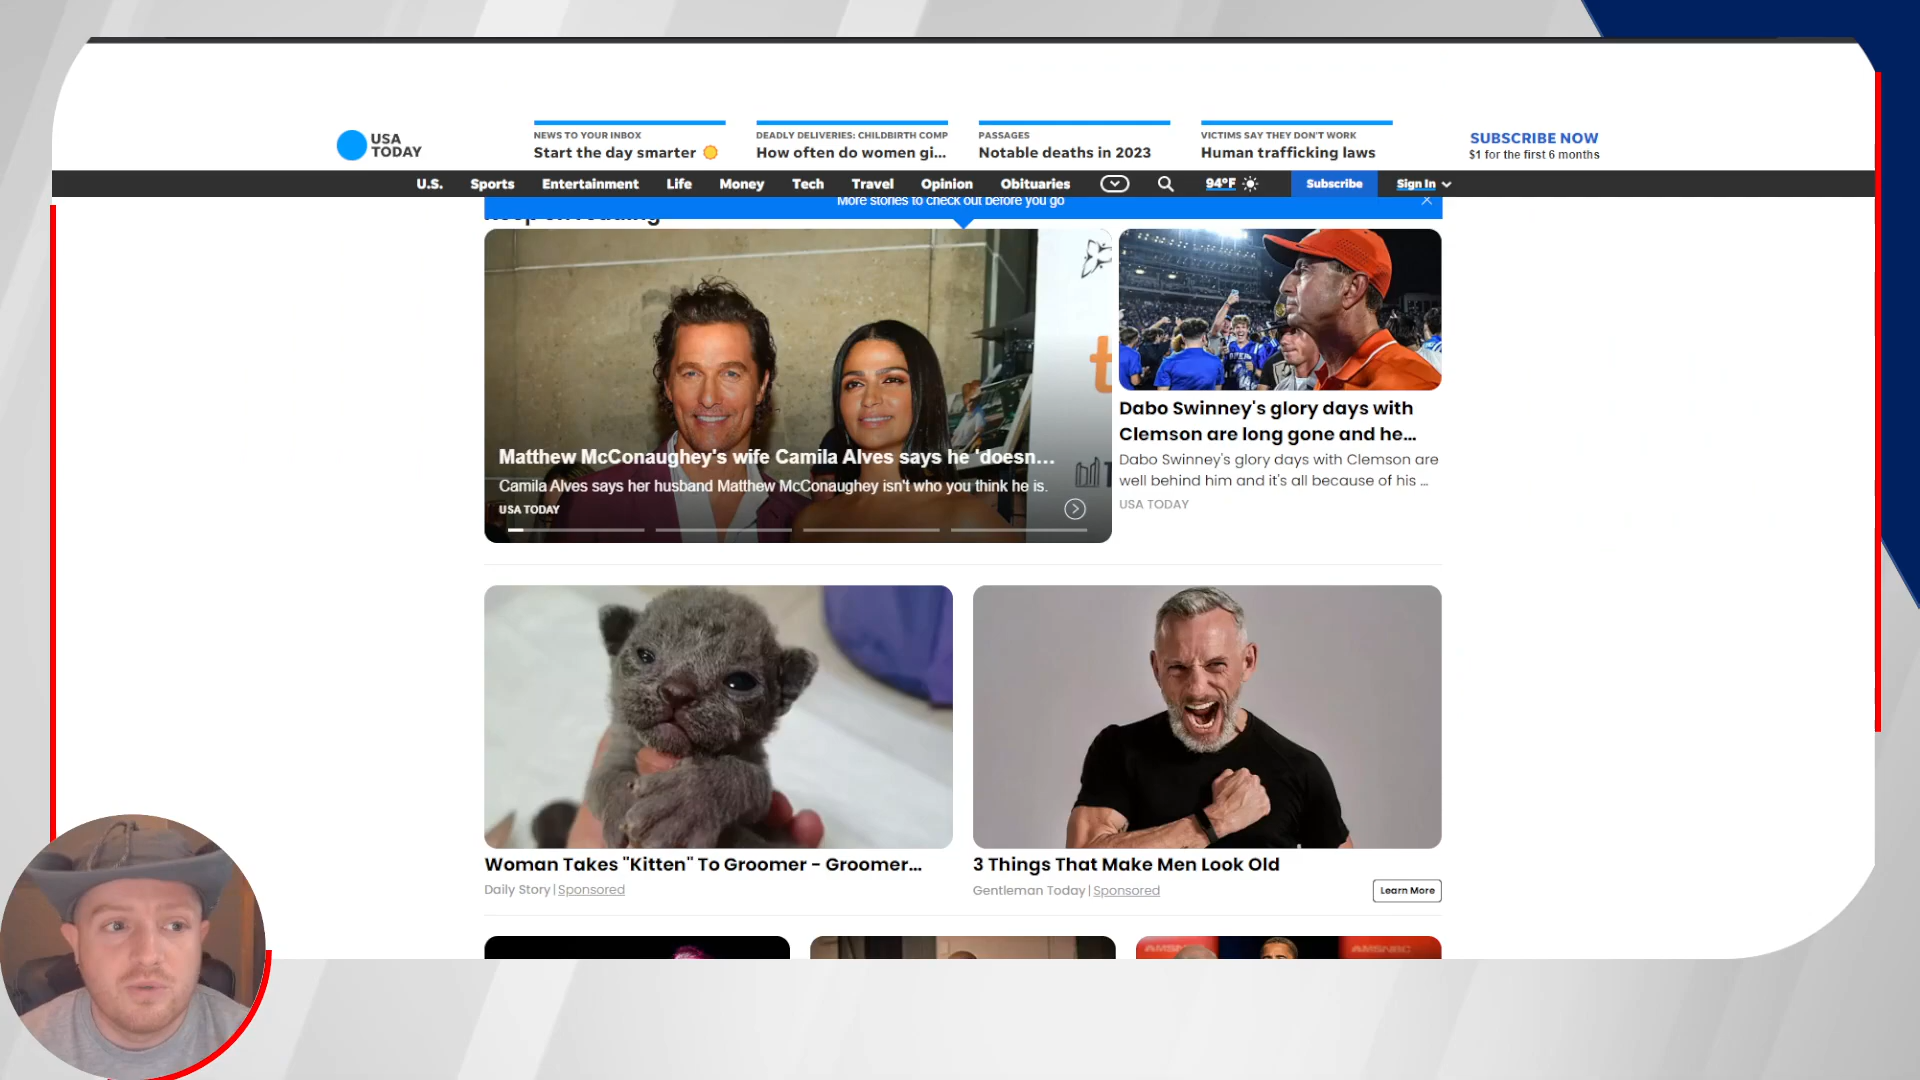 USA
TODAY
NEWS TO YOUR INBOX
Start the day smarter
DEADLY DELIVERIES: CHILDBIRTH COMP
How often do women gi...
PASSAGES
Notable deaths in 2023
VICTIMS SAY THEY DON'T WORK
Human trafficking laws
SUBSCRIBE NOW
$1 for the first 6 months
U.S. Sports Entertainment Life Money Tech Travel Opinion Obituaries 94°F Subscribe Sign In
More stories to check out before you go
Matthew McConaughey's wife Camila Alves says he 'doesn...
Camila Alves says her husband Matthew McConaughey isn't who you think he is.
USA TODAY
Dabo Swinney's glory days with
Clemson are long gone and he...
Dabo Swinney's glory days with Clemson are
well behind him and it's all because of his ...
USA TODAY
Woman Takes "Kitten" To Groomer - Groomer...
Daily Story | Sponsored
3 Things That Make Men Look Old
Gentleman Today | Sponsored
Learn More